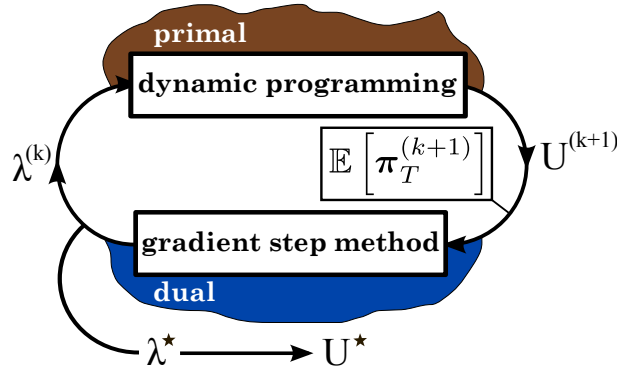 primal
dynamic programming
λ^(k)
𝔼 [π_T^(k+1)]
U^(k+1)
gradient step method
dual
λ^★ U^★